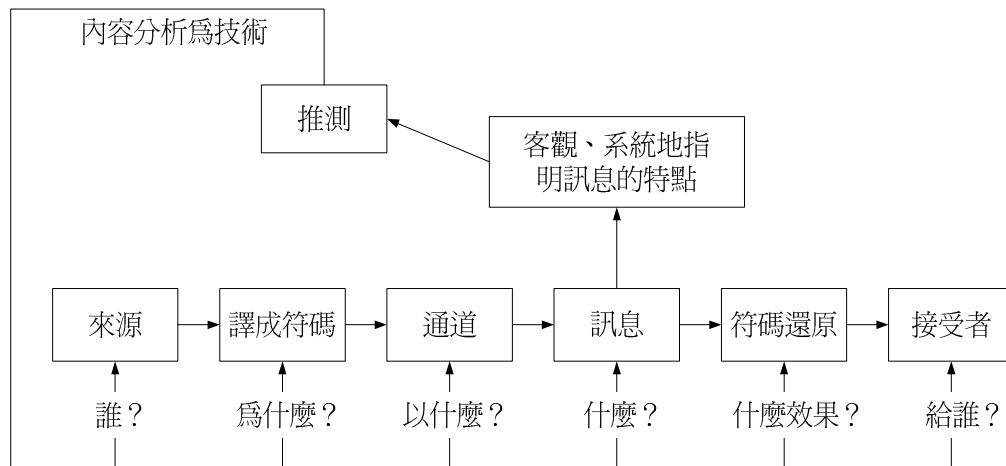 內容分析爲技術
推測
客觀、系統地指
明訊息的特點
來源
譯成符碼
通道
訊息
符碼還原
接受者
誰？
爲什麼？
以什麼？
什麼？
什麼效果？
給誰？